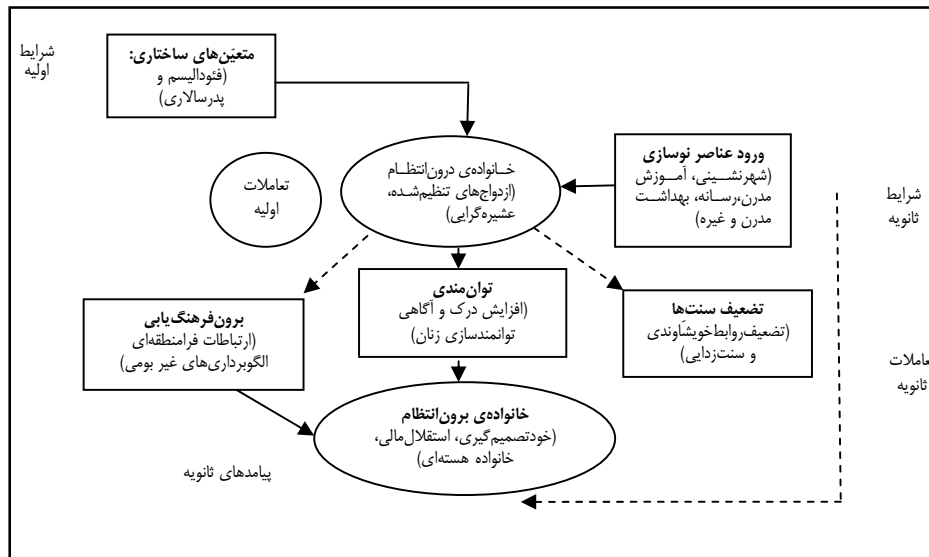 شرایط
اولیه
متعیّن‌های ساختاری:
(فئودالیسم و
پدرسالاری)
ورود عناصر نوسازی
(شهرنشینی، آموزش
مدرن،رسانه، بهداشت
مدرن و غیره)
خانواده‌ی درون‌انتظام
(ازدواج‌های تنظیم‌شده،
عشیره‌گرایی)
تعاملات
اولیه
شرایط
ثانویه
توان‌مندی
(افزایش درک و آگاهی
توانمندسازی زنان)
تضعیف سنت‌ها
(تضعیف‌روابط‌خویشاوندی
و سنت‌زدایی)
برون‌فرهنگ‌یابی
(ارتباطات فرامنطقه‌ای
الگوبرداری‌های غیر بومی)
عاملات
ثانویه
خانواده‌ی برون‌انتظام
(خودتصمیم‌گیری، استقلال‌مالی،
خانواده هسته‌ای)
پیامدهای ثانویه